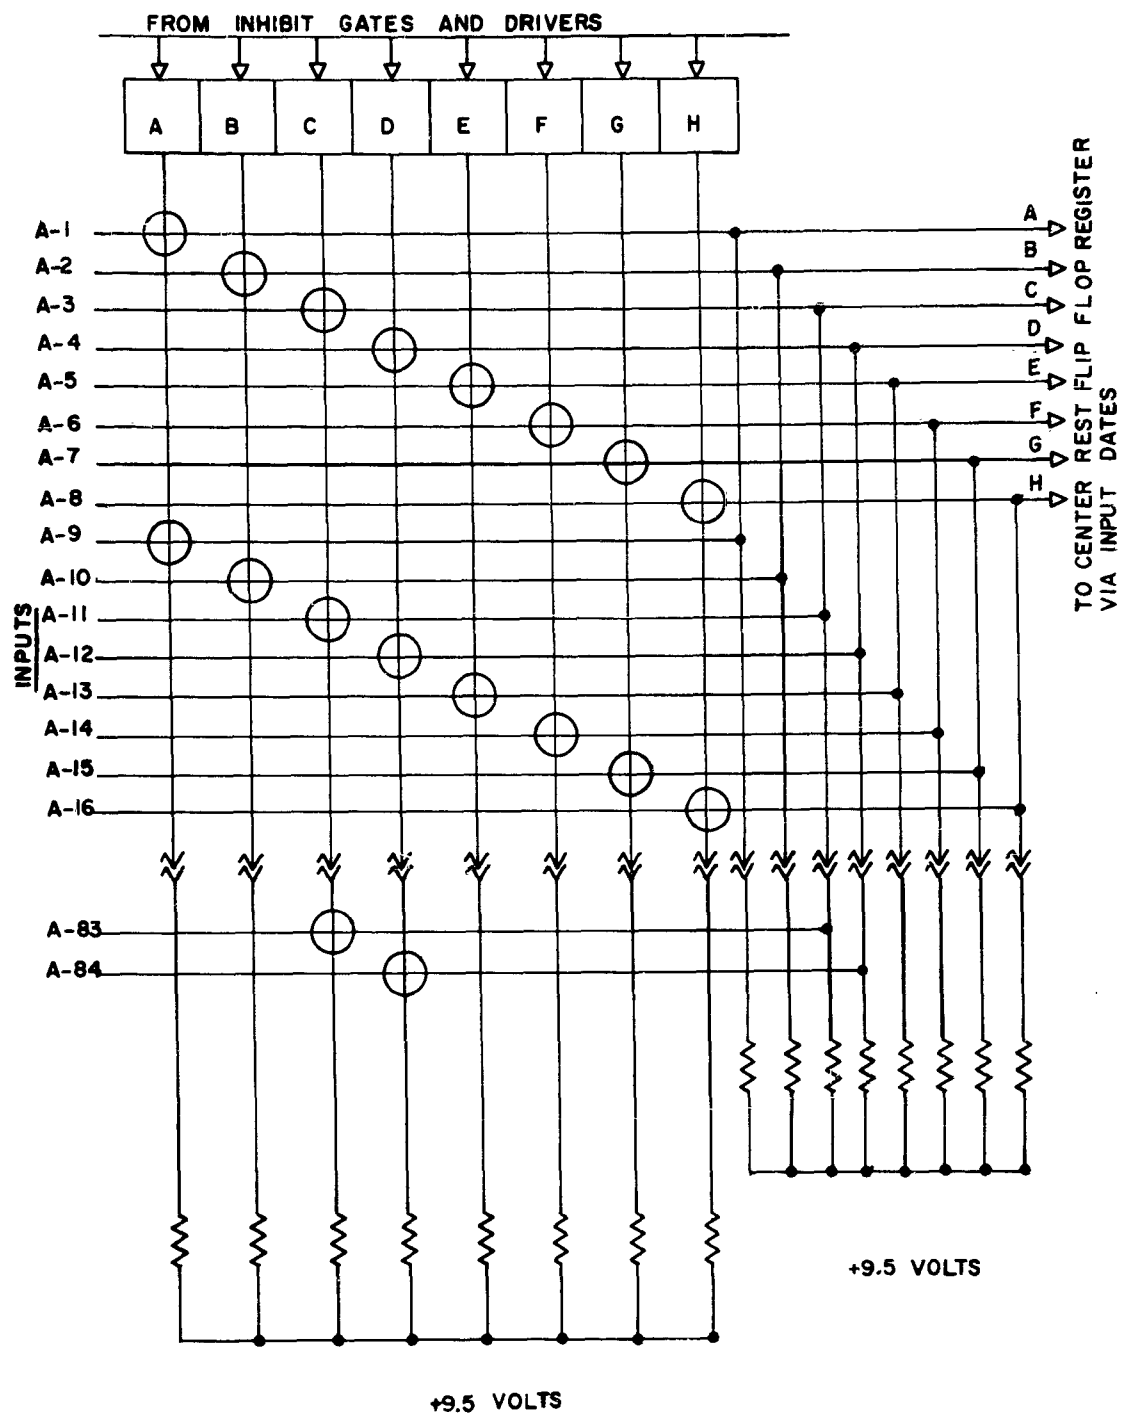 FROM INHIBIT GATES AND DRIVERS
A B C D E F G H
A-1
A-2
A-3
A-4
A-5
A-6
A-7
A-8
A-9
A-10
A-11
A-12
A-13
A-14
A-15
A-16
A-83
A-84
INPUTS
A
B
C
D
E
F
G
H
TO CENTER REST FLIP FLOP REGISTER
VIA INPUT DATES
+9.5 VOLTS
+9.5 VOLTS